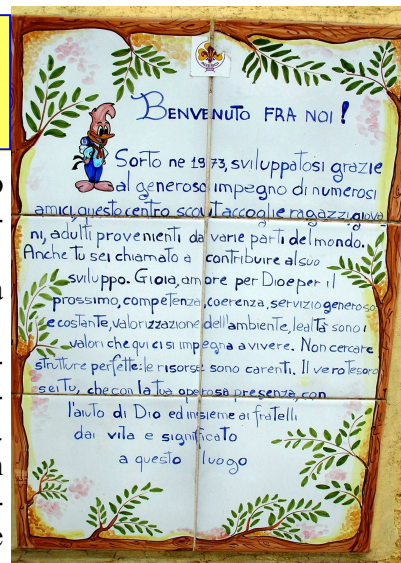 BENVENUTO FRA NOI!
Sorto ne 1973, sviluppatosi grazie
al generoso impegno di numerosi
amici, questo centro scout accoglie ragazzi, giova
ni, adulti provenienti da varie parti del mondo.
Anche Tu sei chiamato a contribuire al suo
sviluppo. Gioia, amore per Dio e per il
prossimo, competenza, coerenza, servizio generoso
e costante, valorizzazione dell'ambiente, lealtà sono i
valori che qui ci si impegna a vivere. Non cercare
strutture perfette: le risorse sono carenti. Il vero tesoro
sei Tu, che con la tua operosa presenza, con
l'aiuto di Dio ed insieme ai fratelli
dai vita e significato
a questo luogo